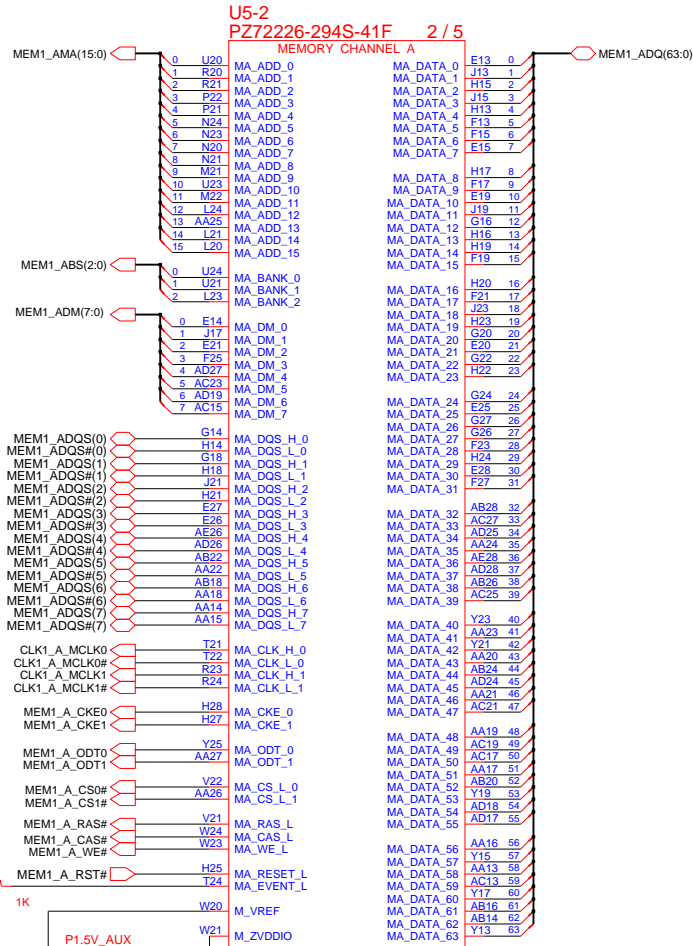 U5-2
PZ72226-294S-41F 2 / 5
MEMORY CHANNEL A
MEM1_AMA(15:0)
0 U20 MA_ADD_0
1 R20 MA_ADD_1
2 R21 MA_ADD_2
3 P22 MA_ADD_3
4 P21 MA_ADD_4
5 N24 MA_ADD_5
6 N23 MA_ADD_6
7 N20 MA_ADD_7
8 N21 MA_ADD_8
9 M21 MA_ADD_9
10 U23 MA_ADD_10
11 M22 MA_ADD_11
12 L24 MA_ADD_12
13 AA25 MA_ADD_13
14 L21 MA_ADD_14
15 L20 MA_ADD_15
MEM1_ABS(2:0)
0 U24 MA_BANK_0
1 U21 MA_BANK_1
2 L23 MA_BANK_2
MEM1_ADM(7:0)
0 E14 MA_DM_0
1 J17 MA_DM_1
2 E21 MA_DM_2
3 F25 MA_DM_3
4 AD27 MA_DM_4
5 AC23 MA_DM_5
6 AD19 MA_DM_6
7 AC15 MA_DM_7
MEM1_ADQS(0) G14 MA_DQS_H_0
MEM1_ADQS#(0) H14 MA_DQS_L_0
MEM1_ADQS(1) G18 MA_DQS_H_1
MEM1_ADQS#(1) H18 MA_DQS_L_1
MEM1_ADQS(2) J21 MA_DQS_H_2
MEM1_ADQS#(2) H21 MA_DQS_L_2
MEM1_ADQS(3) E27 MA_DQS_H_3
MEM1_ADQS#(3) E26 MA_DQS_L_3
MEM1_ADQS(4) AE26 MA_DQS_H_4
MEM1_ADQS#(4) AD26 MA_DQS_L_4
MEM1_ADQS(5) AB22 MA_DQS_H_5
MEM1_ADQS#(5) AA22 MA_DQS_L_5
MEM1_ADQS(6) AB18 MA_DQS_H_6
MEM1_ADQS#(6) AA18 MA_DQS_L_6
MEM1_ADQS(7) AA14 MA_DQS_H_7
MEM1_ADQS#(7) AA15 MA_DQS_L_7
CLK1_A_MCLK0 T21 MA_CLK_H_0
CLK1_A_MCLK0# T22 MA_CLK_L_0
CLK1_A_MCLK1 R23 MA_CLK_H_1
CLK1_A_MCLK1# R24 MA_CLK_L_1
MEM1_A_CKE0 H28 MA_CKE_0
MEM1_A_CKE1 H27 MA_CKE_1
MEM1_A_ODT0 Y25 MA_ODT_0
MEM1_A_ODT1 AA27 MA_ODT_1
MEM1_A_CS0# V22 MA_CS_L_0
MEM1_A_CS1# AA26 MA_CS_L_1
MEM1_A_RAS# V21 MA_RAS_L
MEM1_A_CAS# W24 MA_CAS_L
MEM1_A_WE# W23 MA_WE_L
MEM1_A_RST# H25 MA_RESET_L
T24 MA_EVENT_L
1K
W20 M_VREF
P1.5V_AUX
W21 M_ZVDDIO
MEM1_ADQ(63:0)
MA_DATA_0 E13 0
MA_DATA_1 J13 1
MA_DATA_2 H15 2
MA_DATA_3 J15 3
MA_DATA_4 H13 4
MA_DATA_5 F13 5
MA_DATA_6 F15 6
MA_DATA_7 E15 7
MA_DATA_8 H17 8
MA_DATA_9 F17 9
MA_DATA_10 E19 10
MA_DATA_11 J19 11
MA_DATA_12 G16 12
MA_DATA_13 H16 13
MA_DATA_14 H19 14
MA_DATA_15 F19 15
MA_DATA_16 H20 16
MA_DATA_17 F21 17
MA_DATA_18 J23 18
MA_DATA_19 H23 19
MA_DATA_20 G20 20
MA_DATA_21 E20 21
MA_DATA_22 G22 22
MA_DATA_23 H22 23
MA_DATA_24 G24 24
MA_DATA_25 E25 25
MA_DATA_26 G27 26
MA_DATA_27 G26 27
MA_DATA_28 F23 28
MA_DATA_29 H24 29
MA_DATA_30 E28 30
MA_DATA_31 F27 31
MA_DATA_32 AB28 32
MA_DATA_33 AC27 33
MA_DATA_34 AD25 34
MA_DATA_35 AA24 35
MA_DATA_36 AE28 36
MA_DATA_37 AD28 37
MA_DATA_38 AB26 38
MA_DATA_39 AC25 39
MA_DATA_40 Y23 40
MA_DATA_41 AA23 41
MA_DATA_42 Y21 42
MA_DATA_43 AA20 43
MA_DATA_44 AB24 44
MA_DATA_45 AD24 45
MA_DATA_46 AA21 46
MA_DATA_47 AC21 47
MA_DATA_48 AA19 48
MA_DATA_49 AC19 49
MA_DATA_50 AC17 50
MA_DATA_51 AA17 51
MA_DATA_52 AB20 52
MA_DATA_53 Y19 53
MA_DATA_54 AD18 54
MA_DATA_55 AD17 55
MA_DATA_56 AA16 56
MA_DATA_57 Y15 57
MA_DATA_58 AA13 58
MA_DATA_59 AC13 59
MA_DATA_60 Y17 60
MA_DATA_61 AB16 61
MA_DATA_62 AB14 62
MA_DATA_63 Y13 63